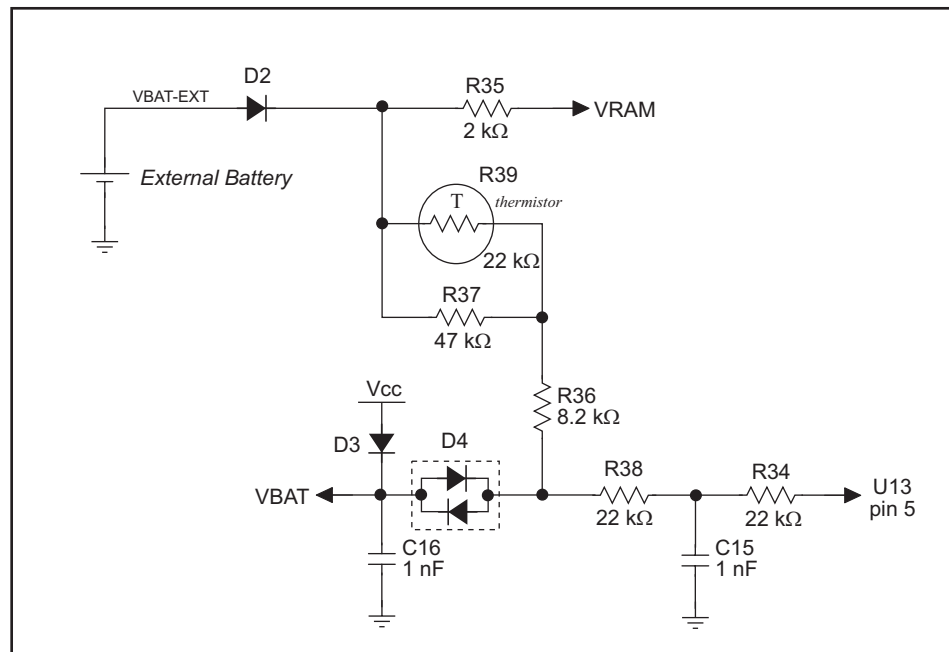 D2
VBAT-EXT
External Battery
R35
2 kΩ
VRAM
R39
T
thermistor
22 kΩ
R37
47 kΩ
R36
8.2 kΩ
Vcc
D3
D4
VBAT
C16
1 nF
R38
22 kΩ
R34
22 kΩ
U13
pin 5
C15
1 nF